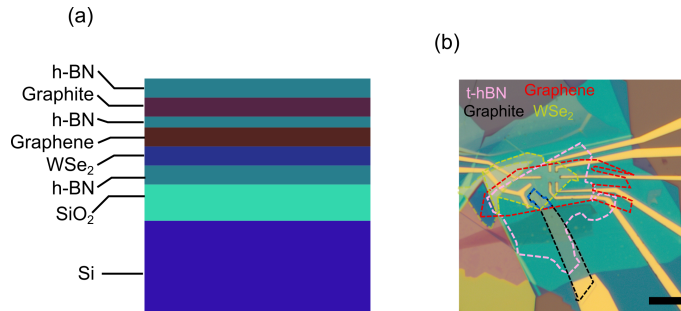 (a)
h-BN
Graphite
h-BN
Graphene
WSe₂
h-BN
SiO₂
Si
(b)
t-hBN Graphene
Graphite WSe₂